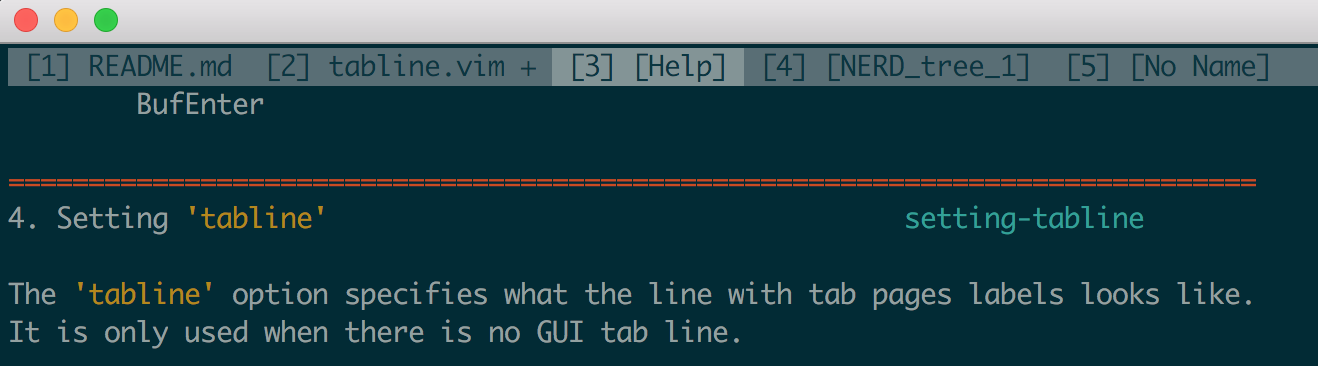 [1] README.md [2] tabline.vim + [3] [Help] [4] [NERD_tree_1] [5] [No Name]
BufEnter
==============================================================================
4. Setting 'tabline' setting-tabline
The 'tabline' option specifies what the line with tab pages labels looks like.
It is only used when there is no GUI tab line.